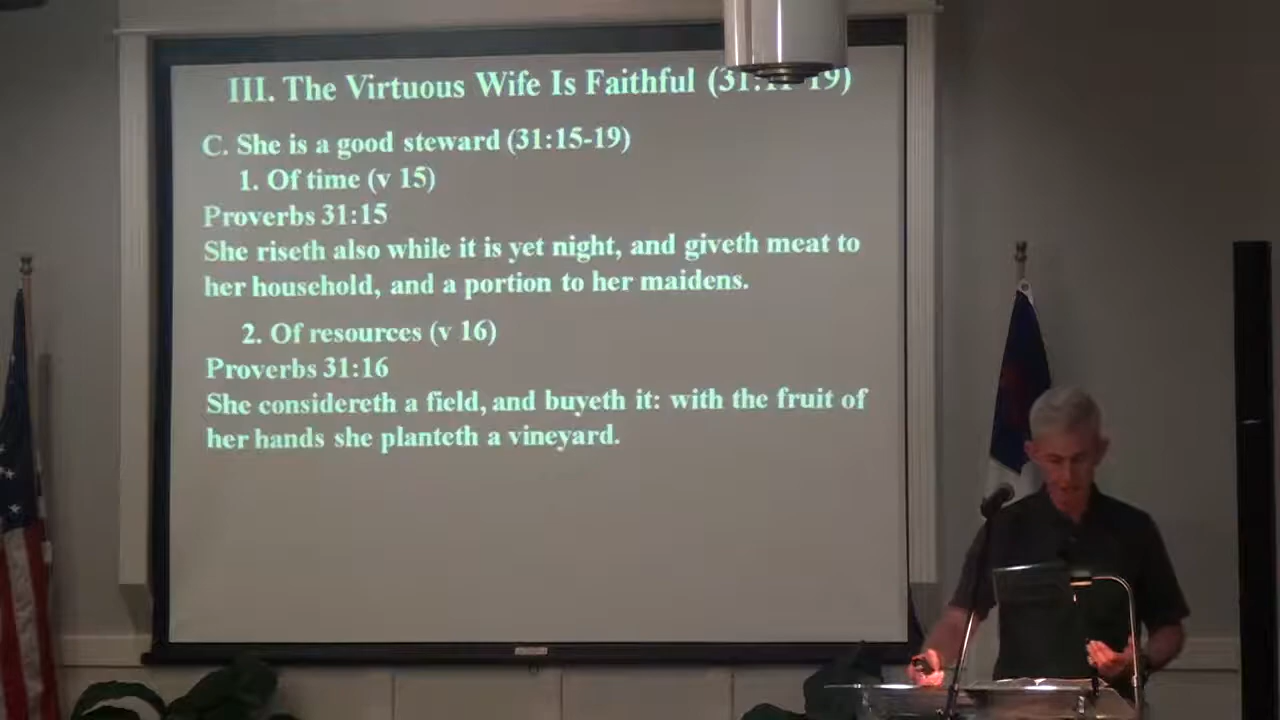 III. The Virtuous Wife Is Faithful (31:11-19)
C. She is a good steward (31:15-19)
1. Of time (v 15)
Proverbs 31:15
She riseth also while it is yet night, and giveth meat to
her household, and a portion to her maidens.
2. Of resources (v 16)
Proverbs 31:16
She considereth a field, and buyeth it: with the fruit of
her hands she planteth a vineyard.